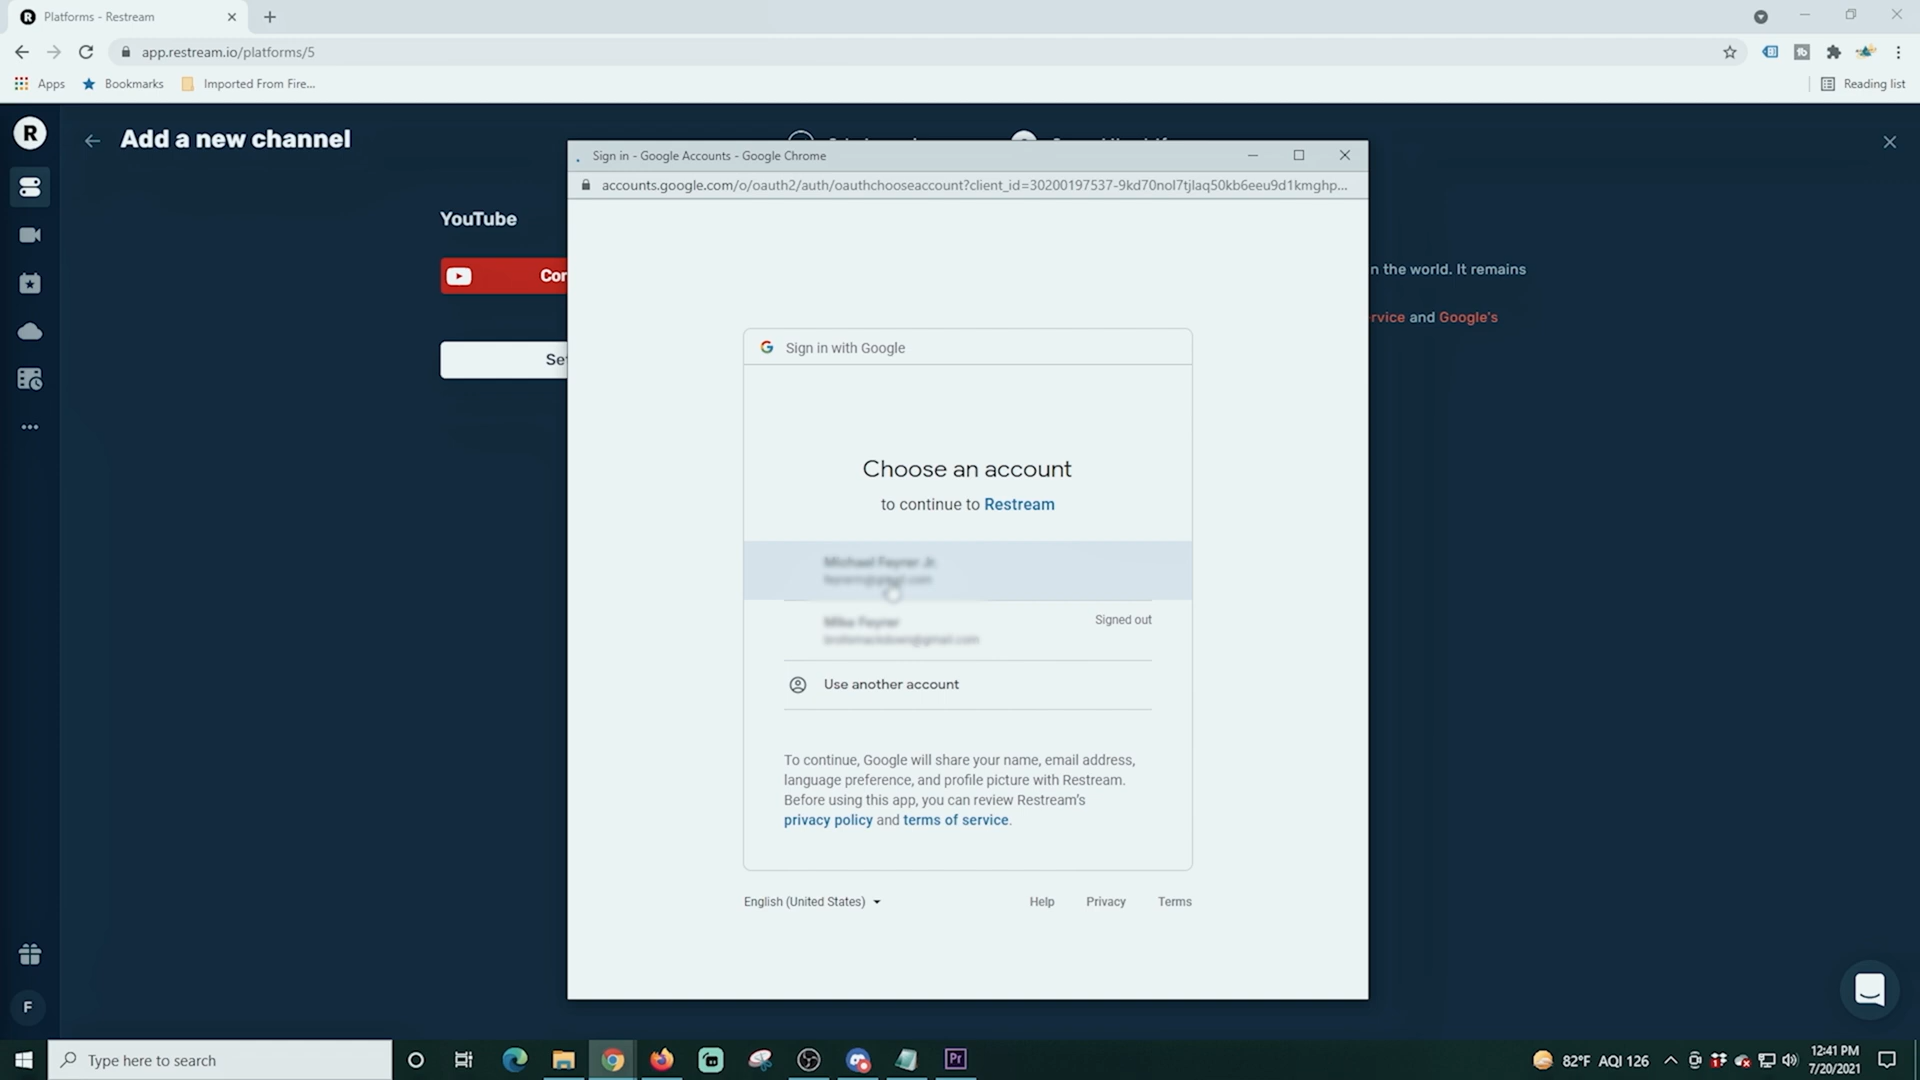 Platforms - Restream
app.restream.io/platforms/5
Apps
Bookmarks
Imported From Fire...
Reading list
R
Add a new channel
Sign in - Google Accounts - Google Chrome
accounts.google.com/o/oauth2/auth/oauthchooseaccount?client_id=30200197537-9kd70nol7tjlaq50kb6eeu9d1kmghp...
YouTube
n the world. It remains
rvice and Google's
Sign in with Google
Choose an account
to continue to Restream
Signed out
Use another account
To continue, Google will share your name, email address,
language preference, and profile picture with Restream.
Before using this app, you can review Restream's
privacy policy and terms of service.
English (United States)
Help
Privacy
Terms
F
Type here to search
Pr
82°F AQI 126
12:41 PM
7/20/2021